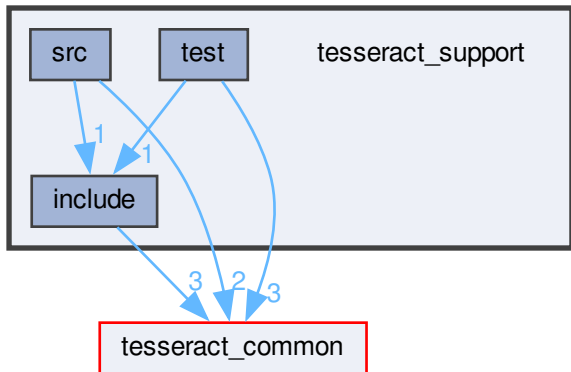 src
test
tesseract_support
1
1
include
3
2
3
tesseract_common